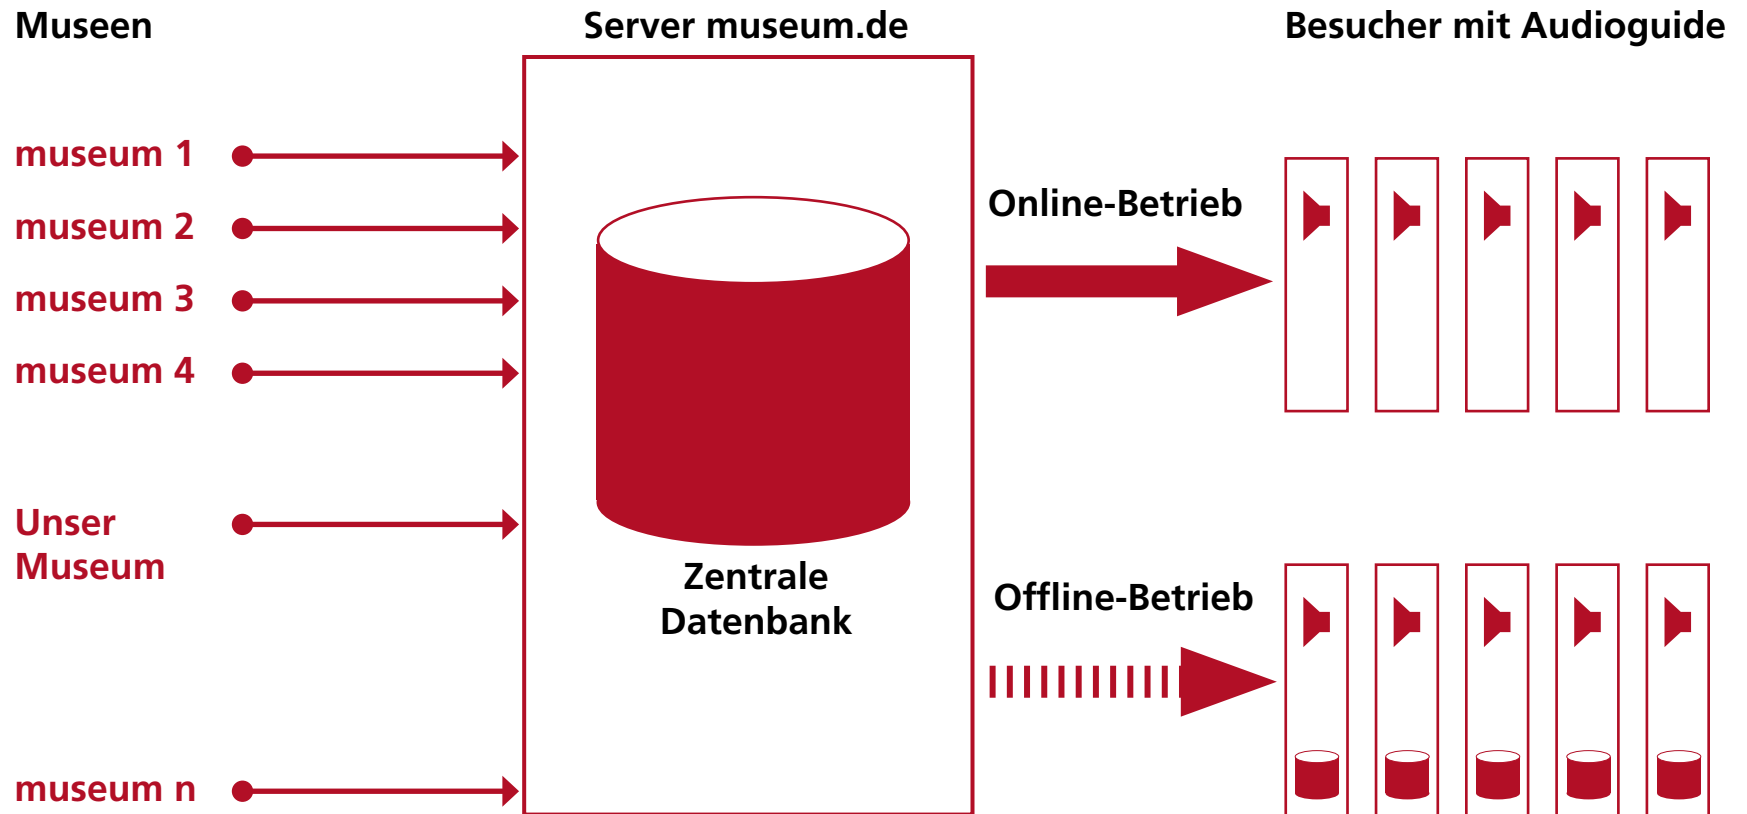 Museen
Server museum.de
Besucher mit Audioguide
museum 1
museum 2
museum 3
museum 4
Unser
Museum
museum n
Zentrale
Datenbank
Online-Betrieb
Offline-Betrieb